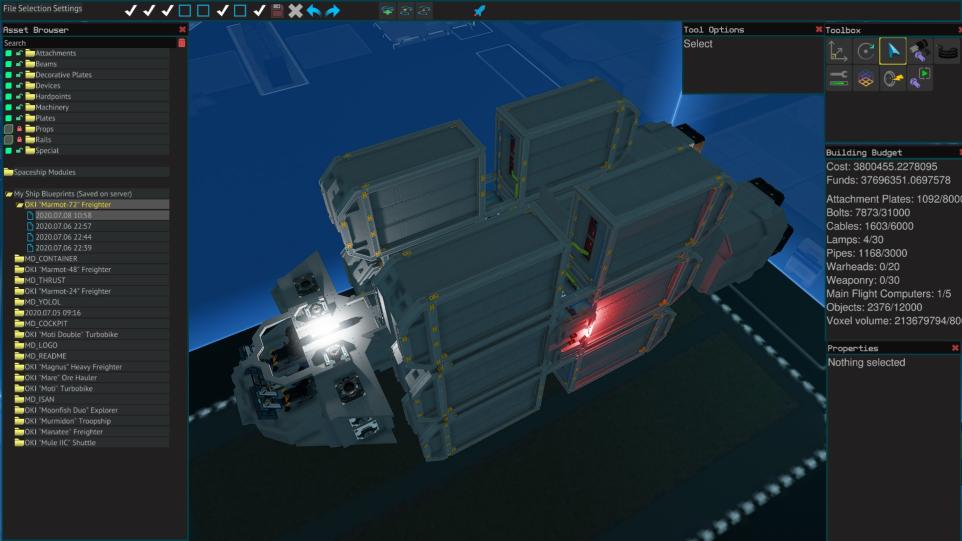 File Selection Settings
Asset Browser
Search
Attachments
Beams
Decorative Plates
Devices
Hardpoints
Machinery
Plates
Props
Rails
Special
Spaceship Modules
My Ship Blueprints (Saved on server)
OKI "Marmot-72" Freighter
2020.07.08 10:58
2020.07.06 22:57
2020.07.06 22:44
2020.07.06 22:39
MD_CONTAINER
OKI "Marmot-48" Freighter
MD_THRUST
OKI "Marmot-24" Freighter
MD_YOLOL
2020.07.05 09:16
MD_COCKPIT
OKI "Moti Double" Turbobike
MD_LOGO
MD_README
OKI "Magnus" Heavy Freighter
OKI "Mare" Ore Hauler
OKI "Moti" Turbobike
MD_ISAN
OKI "Moonfish Duo" Explorer
OKI "Murmidon" Troopship
OKI "Manatee" Freighter
OKI "Mule IIC" Shuttle
Tool Options
Select
Toolbox
Building Budget
Cost: 3800455.2278095
Funds: 37696351.0697578
Attachment Plates: 1092/8000
Bolts: 7873/31000
Cables: 1603/6000
Lamps: 4/30
Pipes: 1168/3000
Warheads: 0/20
Weaponry: 0/30
Main Flight Computers: 1/5
Objects: 2376/12000
Voxel volume: 213679794/80
Properties
Nothing selected